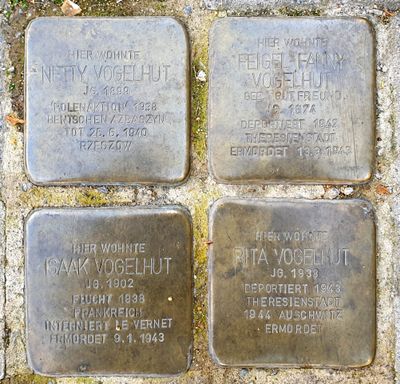 HIER WOHNTE
NETTY VOGELHUT
JG. 1899
'POLENAKTION' 1938
BENTSCHEN / ZBASZYN
TOT 26.6.1940
RZESZOW
HIER WOHNTE
FEIGEL 'FANNY'
VOGELHUT
GEB. GUTFREUND
JG. 1874
DEPORTIERT 1942
THERESIENSTADT
ERMORDET 19.9.1943
HIER WOHNTE
ISAAK VOGELHUT
JG. 1902
FLUCHT 1938
FRANKREICH
INTERNIERT LE VERNET
ERMORDET 9.1.1943
HIER WOHNTE
RITA VOGELHUT
JG. 1933
DEPORTIERT 1943
THERESIENSTADT
1944 AUSCHWITZ
ERMORDET